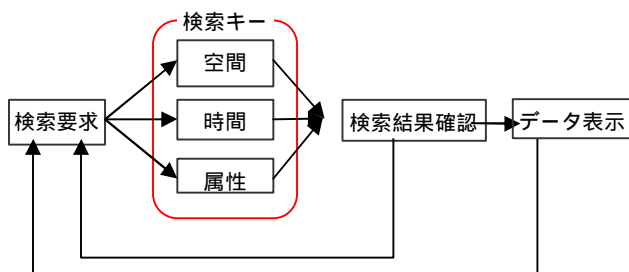 検索キー
空間
検索要求
時間
検索結果確認
データ表示
属性